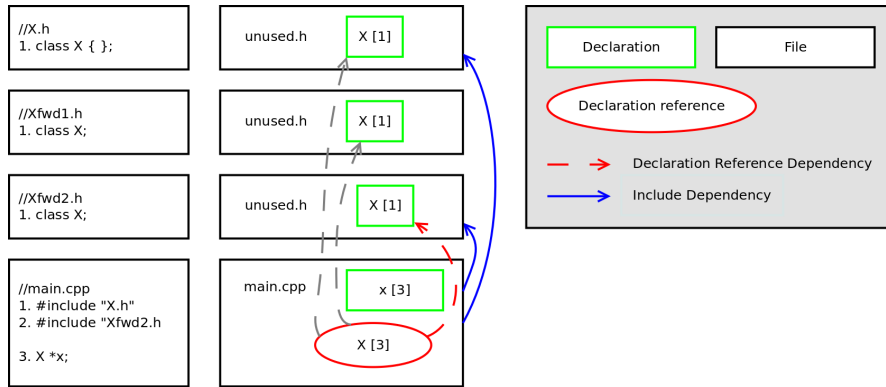 //X.h
1. class X { };
unused.h
X [1]
Declaration
File
//Xfwd1.h
1. class X;
unused.h
X [1]
Declaration reference
//Xfwd2.h
1. class X;
unused.h
X [1]
Declaration Reference Dependency
Include Dependency
//main.cpp
1. #include "X.h"
2. #include "Xfwd2.h
3. X *x;
main.cpp
x [3]
X [3]